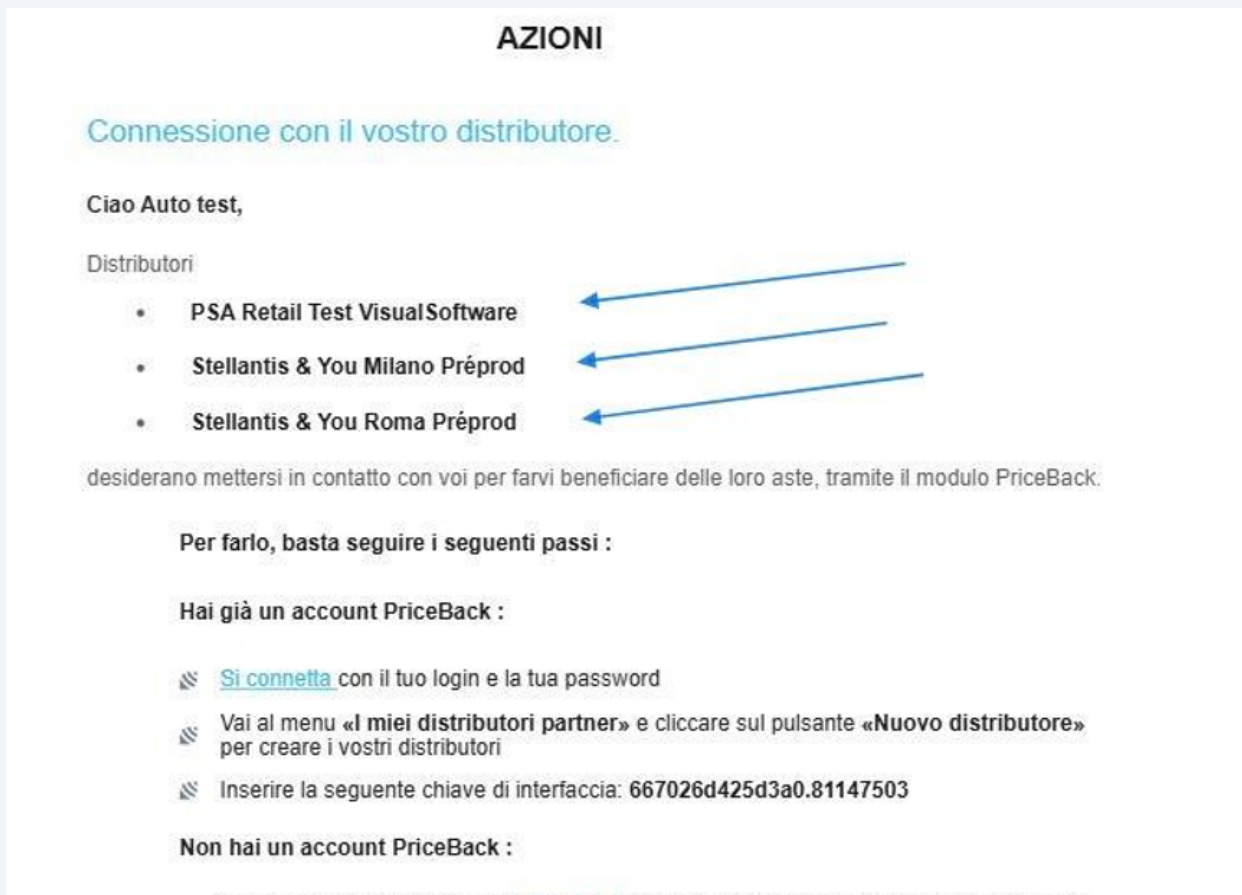 AZIONI
Connessione con il vostro distributore.
Ciao Auto test,
Distributori
• PSA Retail Test VisualSoftware
• Stellantis & You Milano Préprod
• Stellantis & You Roma Préprod
desiderano mettersi in contatto con voi per farvi beneficiare delle loro aste, tramite il modulo PriceBack.
Per farlo, basta seguire i seguenti passi :
Hai già un account PriceBack :
Si connetta con il tuo login e la tua password
Vai al menu «I miei distributori partner» e cliccare sul pulsante «Nuovo distributore»
per creare i vostri distributori
Inserire la seguente chiave di interfaccia: 667026d425d3a0.81147503
Non hai un account PriceBack :